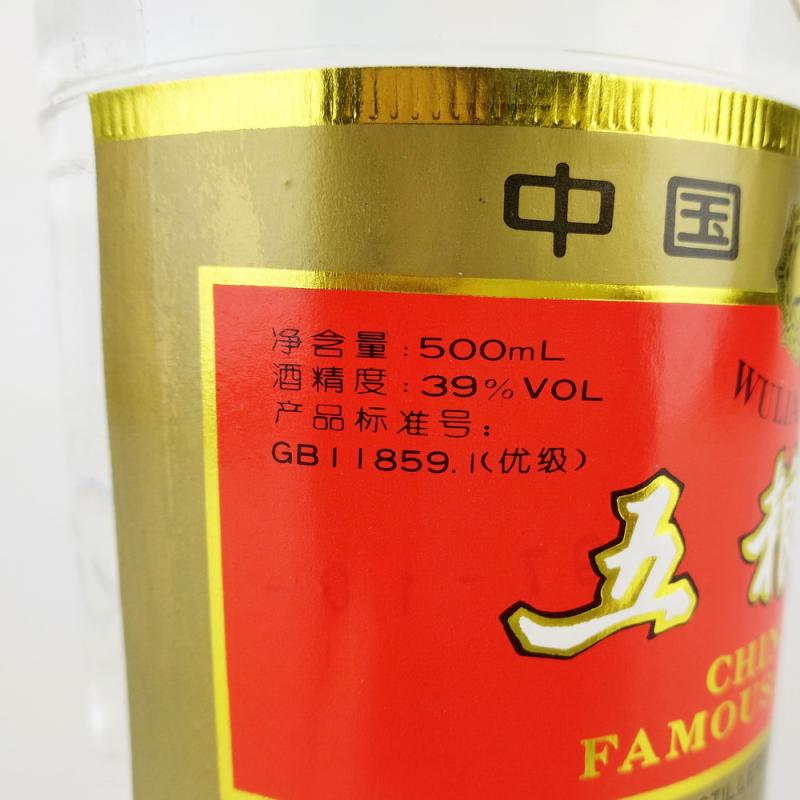 中国
净含量:500mL
酒精度:39%VOL
产品标准号:
GB11859.1(优级)
五
FAMOUS